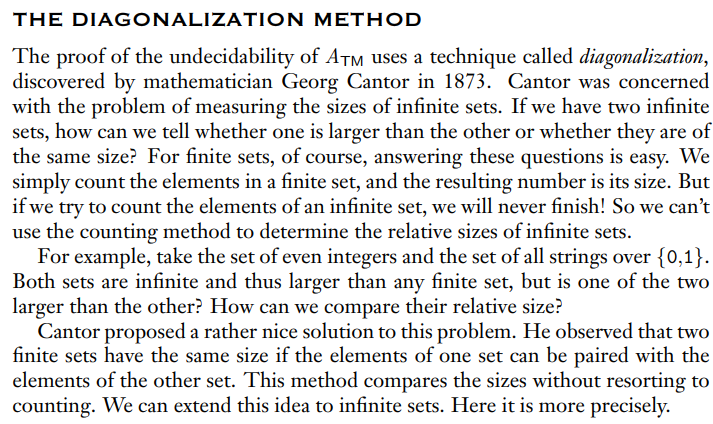 THE DIAGONALIZATION METHOD
The proof of the undecidability of A_TM uses a technique called diagonalization,
discovered by mathematician Georg Cantor in 1873. Cantor was concerned
with the problem of measuring the sizes of infinite sets. If we have two infinite
sets, how can we tell whether one is larger than the other or whether they are of
the same size? For finite sets, of course, answering these questions is easy. We
simply count the elements in a finite set, and the resulting number is its size. But
if we try to count the elements of an infinite set, we will never finish! So we can’t
use the counting method to determine the relative sizes of infinite sets.
For example, take the set of even integers and the set of all strings over {0,1}.
Both sets are infinite and thus larger than any finite set, but is one of the two
larger than the other? How can we compare their relative size?
Cantor proposed a rather nice solution to this problem. He observed that two
finite sets have the same size if the elements of one set can be paired with the
elements of the other set. This method compares the sizes without resorting to
counting. We can extend this idea to infinite sets. Here it is more precisely.